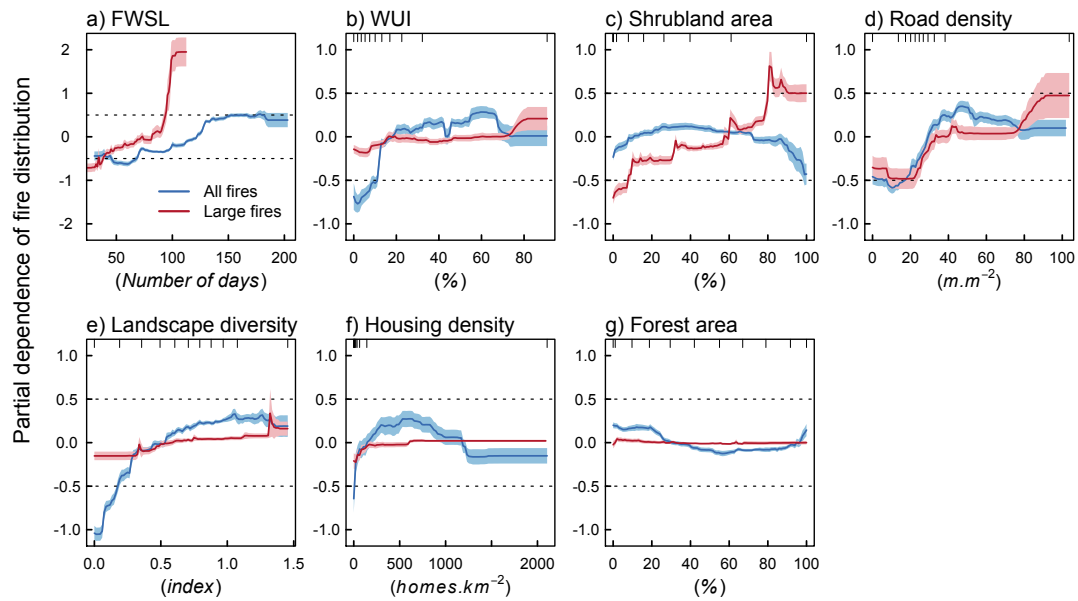 Partial dependence of fire distribution
a) FWSL
b) WUI
c) Shrubland area
d) Road density
2
1
0
-1
-2
1.0
0.5
0.0
-0.5
-1.0
1.0
0.5
0.0
-0.5
-1.0
1.0
0.5
0.0
-0.5
-1.0
All fires
Large fires
50 100 150 200
0 20 40 60 80
0 20 40 60 80 100
0 20 40 60 80 100
(Number of days)
(%)
(%)
(m.m⁻²)
e) Landscape diversity
f) Housing density
g) Forest area
1.0
0.5
0.0
-0.5
-1.0
1.0
0.5
0.0
-0.5
-1.0
1.0
0.5
0.0
-0.5
-1.0
0.0 0.5 1.0 1.5
0 500 1000 2000
0 20 40 60 80 100
(index)
(homes.km⁻²)
(%)